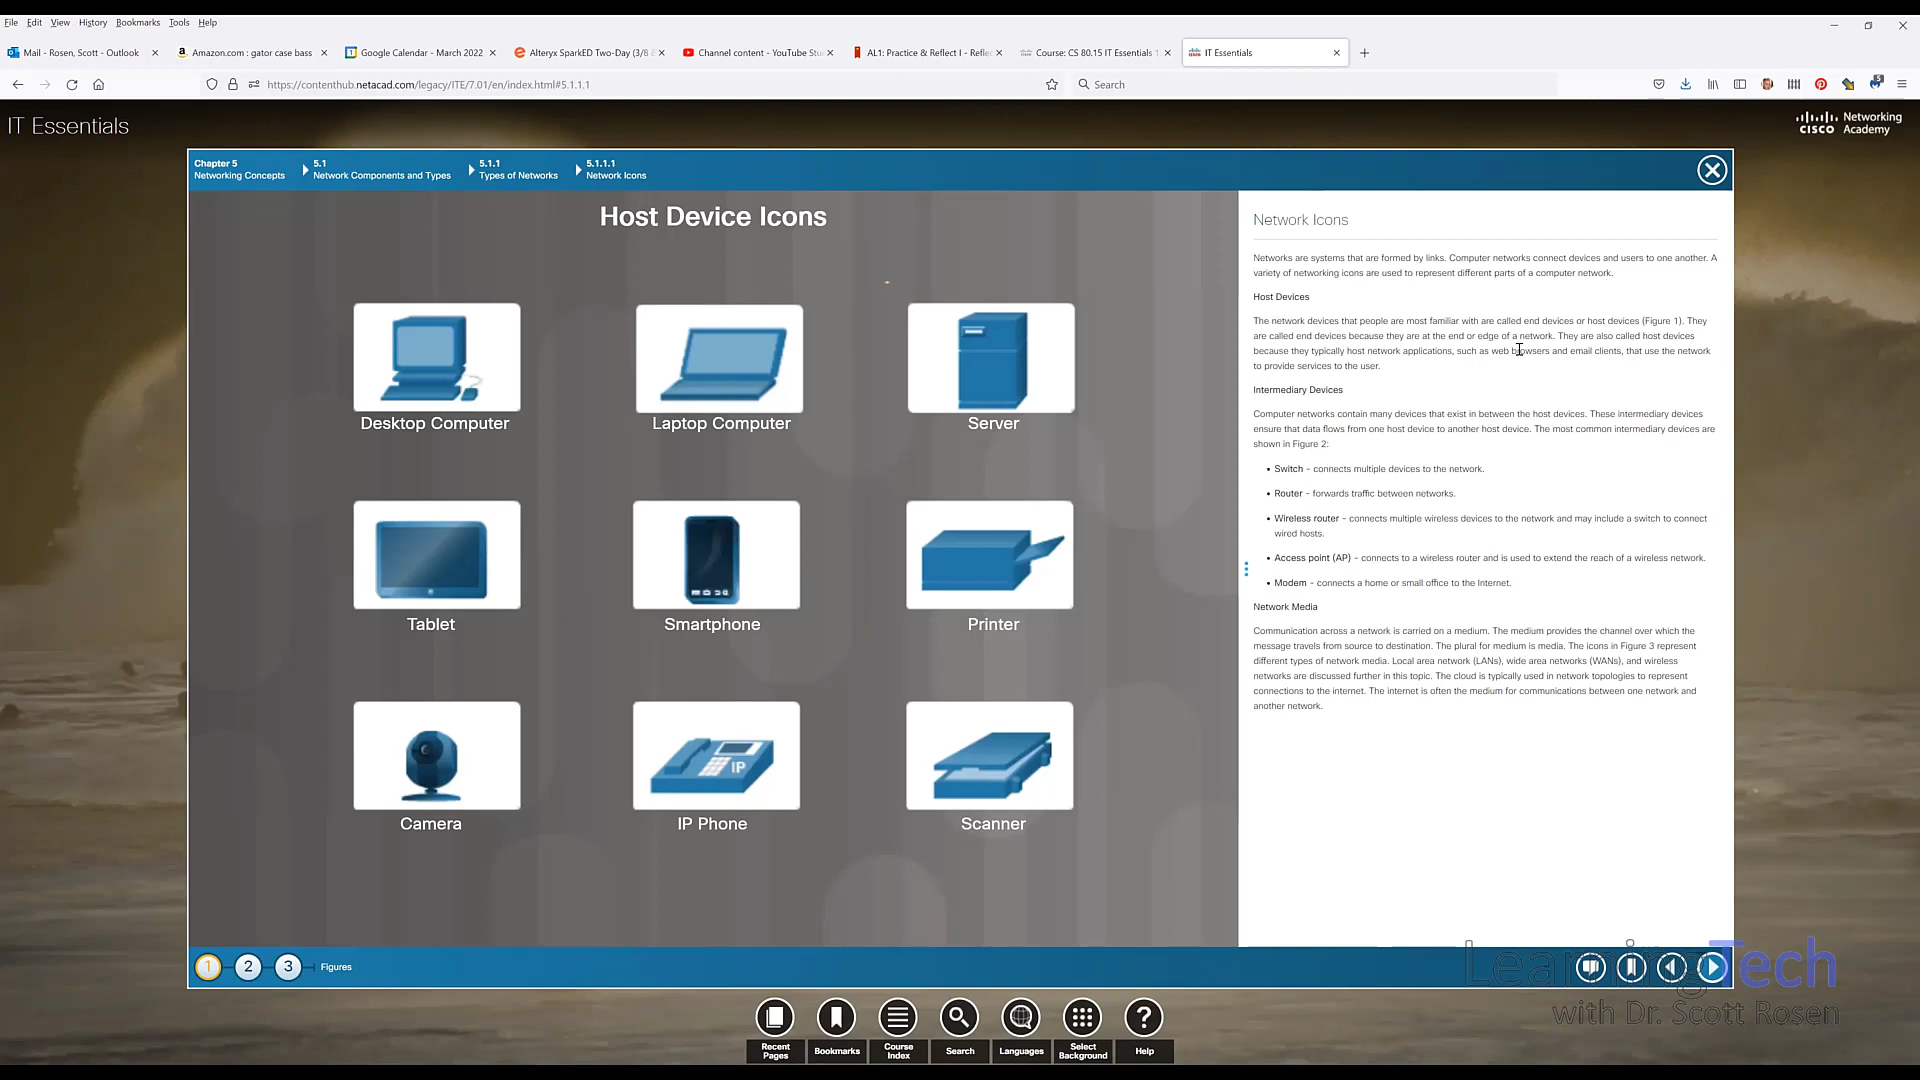 File Edit View History Bookmarks Tools Help
Mail - Rosen, Scott - Outlook
Amazon.com : gator case bass
Google Calendar - March 2022
Alteryx SparkED Two-Day (3/8 &
Channel content - YouTube Stu
AL1: Practice & Reflect I - Refle
Course: CS 80.15 IT Essentials 1
IT Essentials
https://contenthub.netacad.com/legacy/ITE/7.01/en/index.html#5.1.1.1
Search
5
IT Essentials
cisco Networking Academy
Chapter 5
Networking Concepts
5.1
Network Components and Types
5.1.1
Types of Networks
5.1.1.1
Network Icons
Host Device Icons
Desktop Computer
Laptop Computer
Server
Tablet
Smartphone
Printer
Camera
IP
IP Phone
Scanner
Network Icons
Networks are systems that are formed by links. Computer networks connect devices and users to one another. A
variety of networking icons are used to represent different parts of a computer network.
Host Devices
The network devices that people are most familiar with are called end devices or host devices (Figure 1). They
are called end devices because they are at the end or edge of a network. They are also called host devices
because they typically host network applications, such as web browsers and email clients, that use the network
to provide services to the user.
Intermediary Devices
Computer networks contain many devices that exist in between the host devices. These intermediary devices
ensure that data flows from one host device to another host device. The most common intermediary devices are
shown in Figure 2:
• Switch - connects multiple devices to the network.
• Router - forwards traffic between networks.
• Wireless router - connects multiple wireless devices to the network and may include a switch to connect
wired hosts.
• Access point (AP) - connects to a wireless router and is used to extend the reach of a wireless network.
• Modem - connects a home or small office to the Internet.
Network Media
Communication across a network is carried on a medium. The medium provides the channel over which the
message travels from source to destination. The plural for medium is media. The icons in Figure 3 represent
different types of network media. Local area network (LANs), wide area networks (WANs), and wireless
networks are discussed further in this topic. The cloud is typically used in network topologies to represent
connections to the internet. The internet is often the medium for communications between one network and
another network.
1 2 3 Figures
LearningTech
with Dr. Scott Rosen
Recent Pages
Bookmarks
Course Index
Search
Languages
Select Background
?
Help